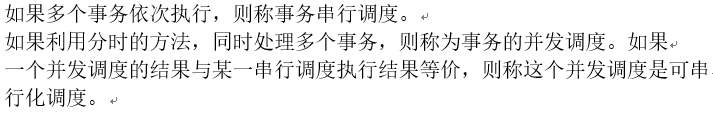 如果多个事务依次执行，则称事务串行调度。
如果利用分时的方法，同时处理多个事务，则称为事务的并发调度。如果
一个并发调度的结果与某一串行调度执行结果等价，则称这个并发调度是可串
行化调度。